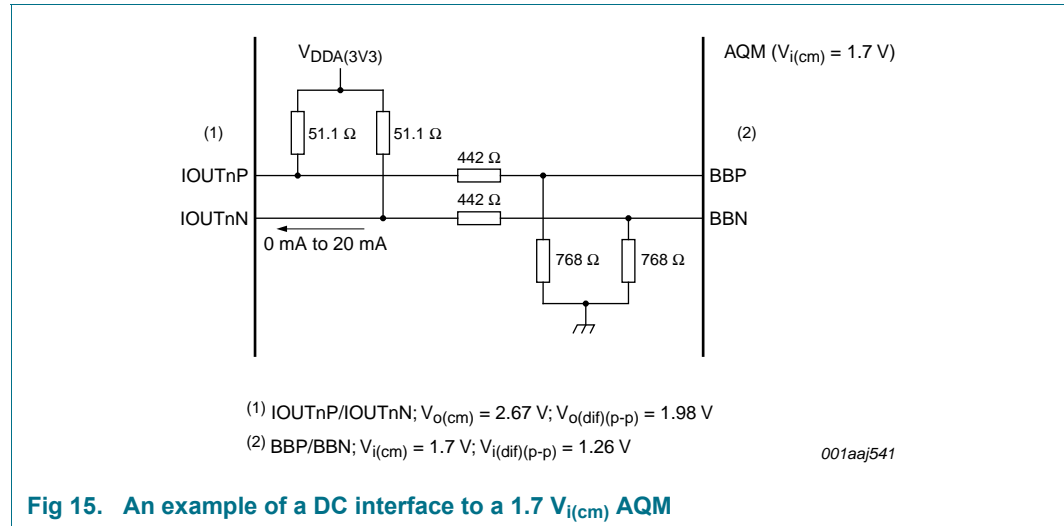 VDDA(3V3)
AQM (Vi(cm) = 1.7 V)
(1)
51.1 Ω
51.1 Ω
(2)
442 Ω
IOUTnP
BBP
442 Ω
IOUTnN
BBN
0 mA to 20 mA
768 Ω
768 Ω
(1) IOUTnP/IOUTnN; Vo(cm) = 2.67 V; Vo(dif)(p-p) = 1.98 V
(2) BBP/BBN; Vi(cm) = 1.7 V; Vi(dif)(p-p) = 1.26 V
001aaj541
Fig 15. An example of a DC interface to a 1.7 Vi(cm) AQM